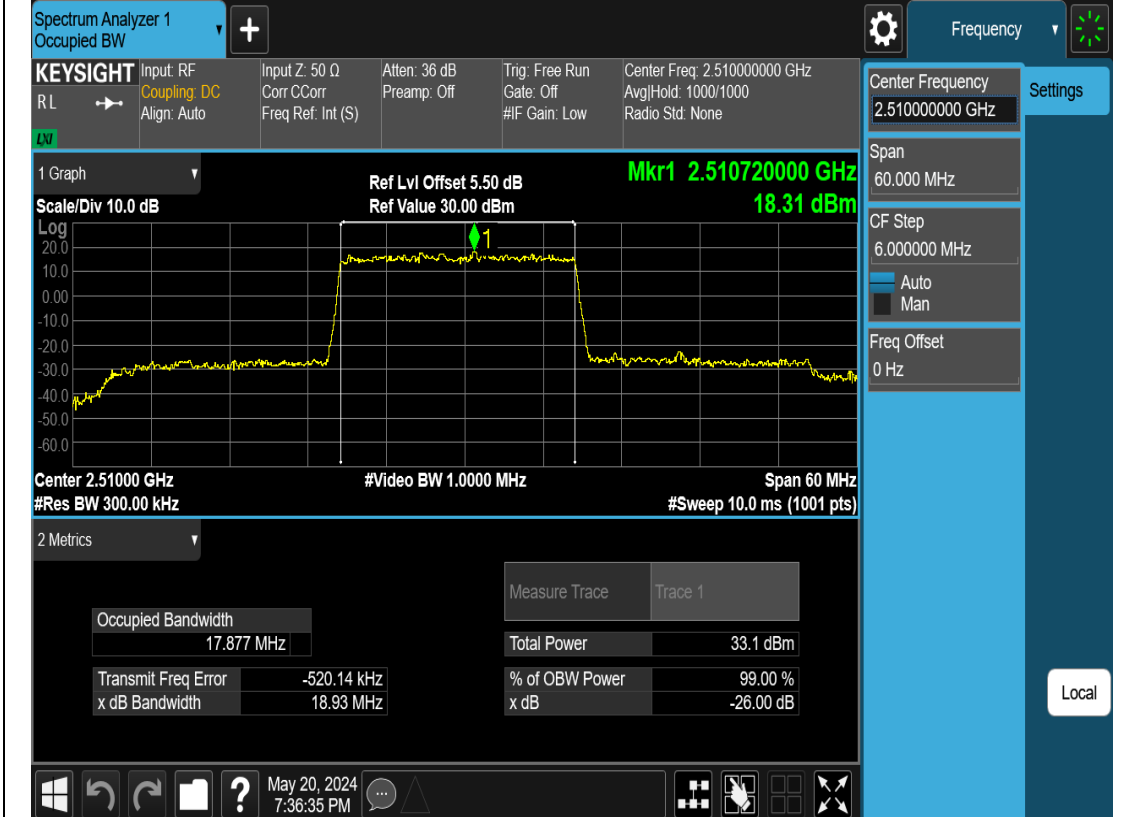 Spectrum Analyzer 1
Occupied BW
+
Frequency
KEYSIGHT
RL
LXI
Input: RF
Coupling: DC
Align: Auto
Input Z: 50 Ω
Corr CCorr
Freq Ref: Int (S)
Atten: 36 dB
Preamp: Off
Trig: Free Run
Gate: Off
#IF Gain: Low
Center Freq: 2.510000000 GHz
Avg|Hold: 1000/1000
Radio Std: None
Center Frequency
2.510000000 GHz
Settings
Span
60.000 MHz
CF Step
6.000000 MHz
Auto
Man
Freq Offset
0 Hz
Local
1 Graph
Scale/Div 10.0 dB
Ref Lvl Offset 5.50 dB
Ref Value 30.00 dBm
Mkr1 2.510720000 GHz
18.31 dBm
Log
20.0
10.0
0.00
-10.0
-20.0
-30.0
-40.0
-50.0
-60.0
1
Center 2.51000 GHz
#Res BW 300.00 kHz
#Video BW 1.0000 MHz
Span 60 MHz
#Sweep 10.0 ms (1001 pts)
2 Metrics
Measure Trace Trace 1
Occupied Bandwidth
17.877 MHz
Total Power 33.1 dBm
Transmit Freq Error -520.14 kHz
% of OBW Power 99.00 %
x dB Bandwidth 18.93 MHz
x dB -26.00 dB
?
May 20, 2024
7:36:35 PM